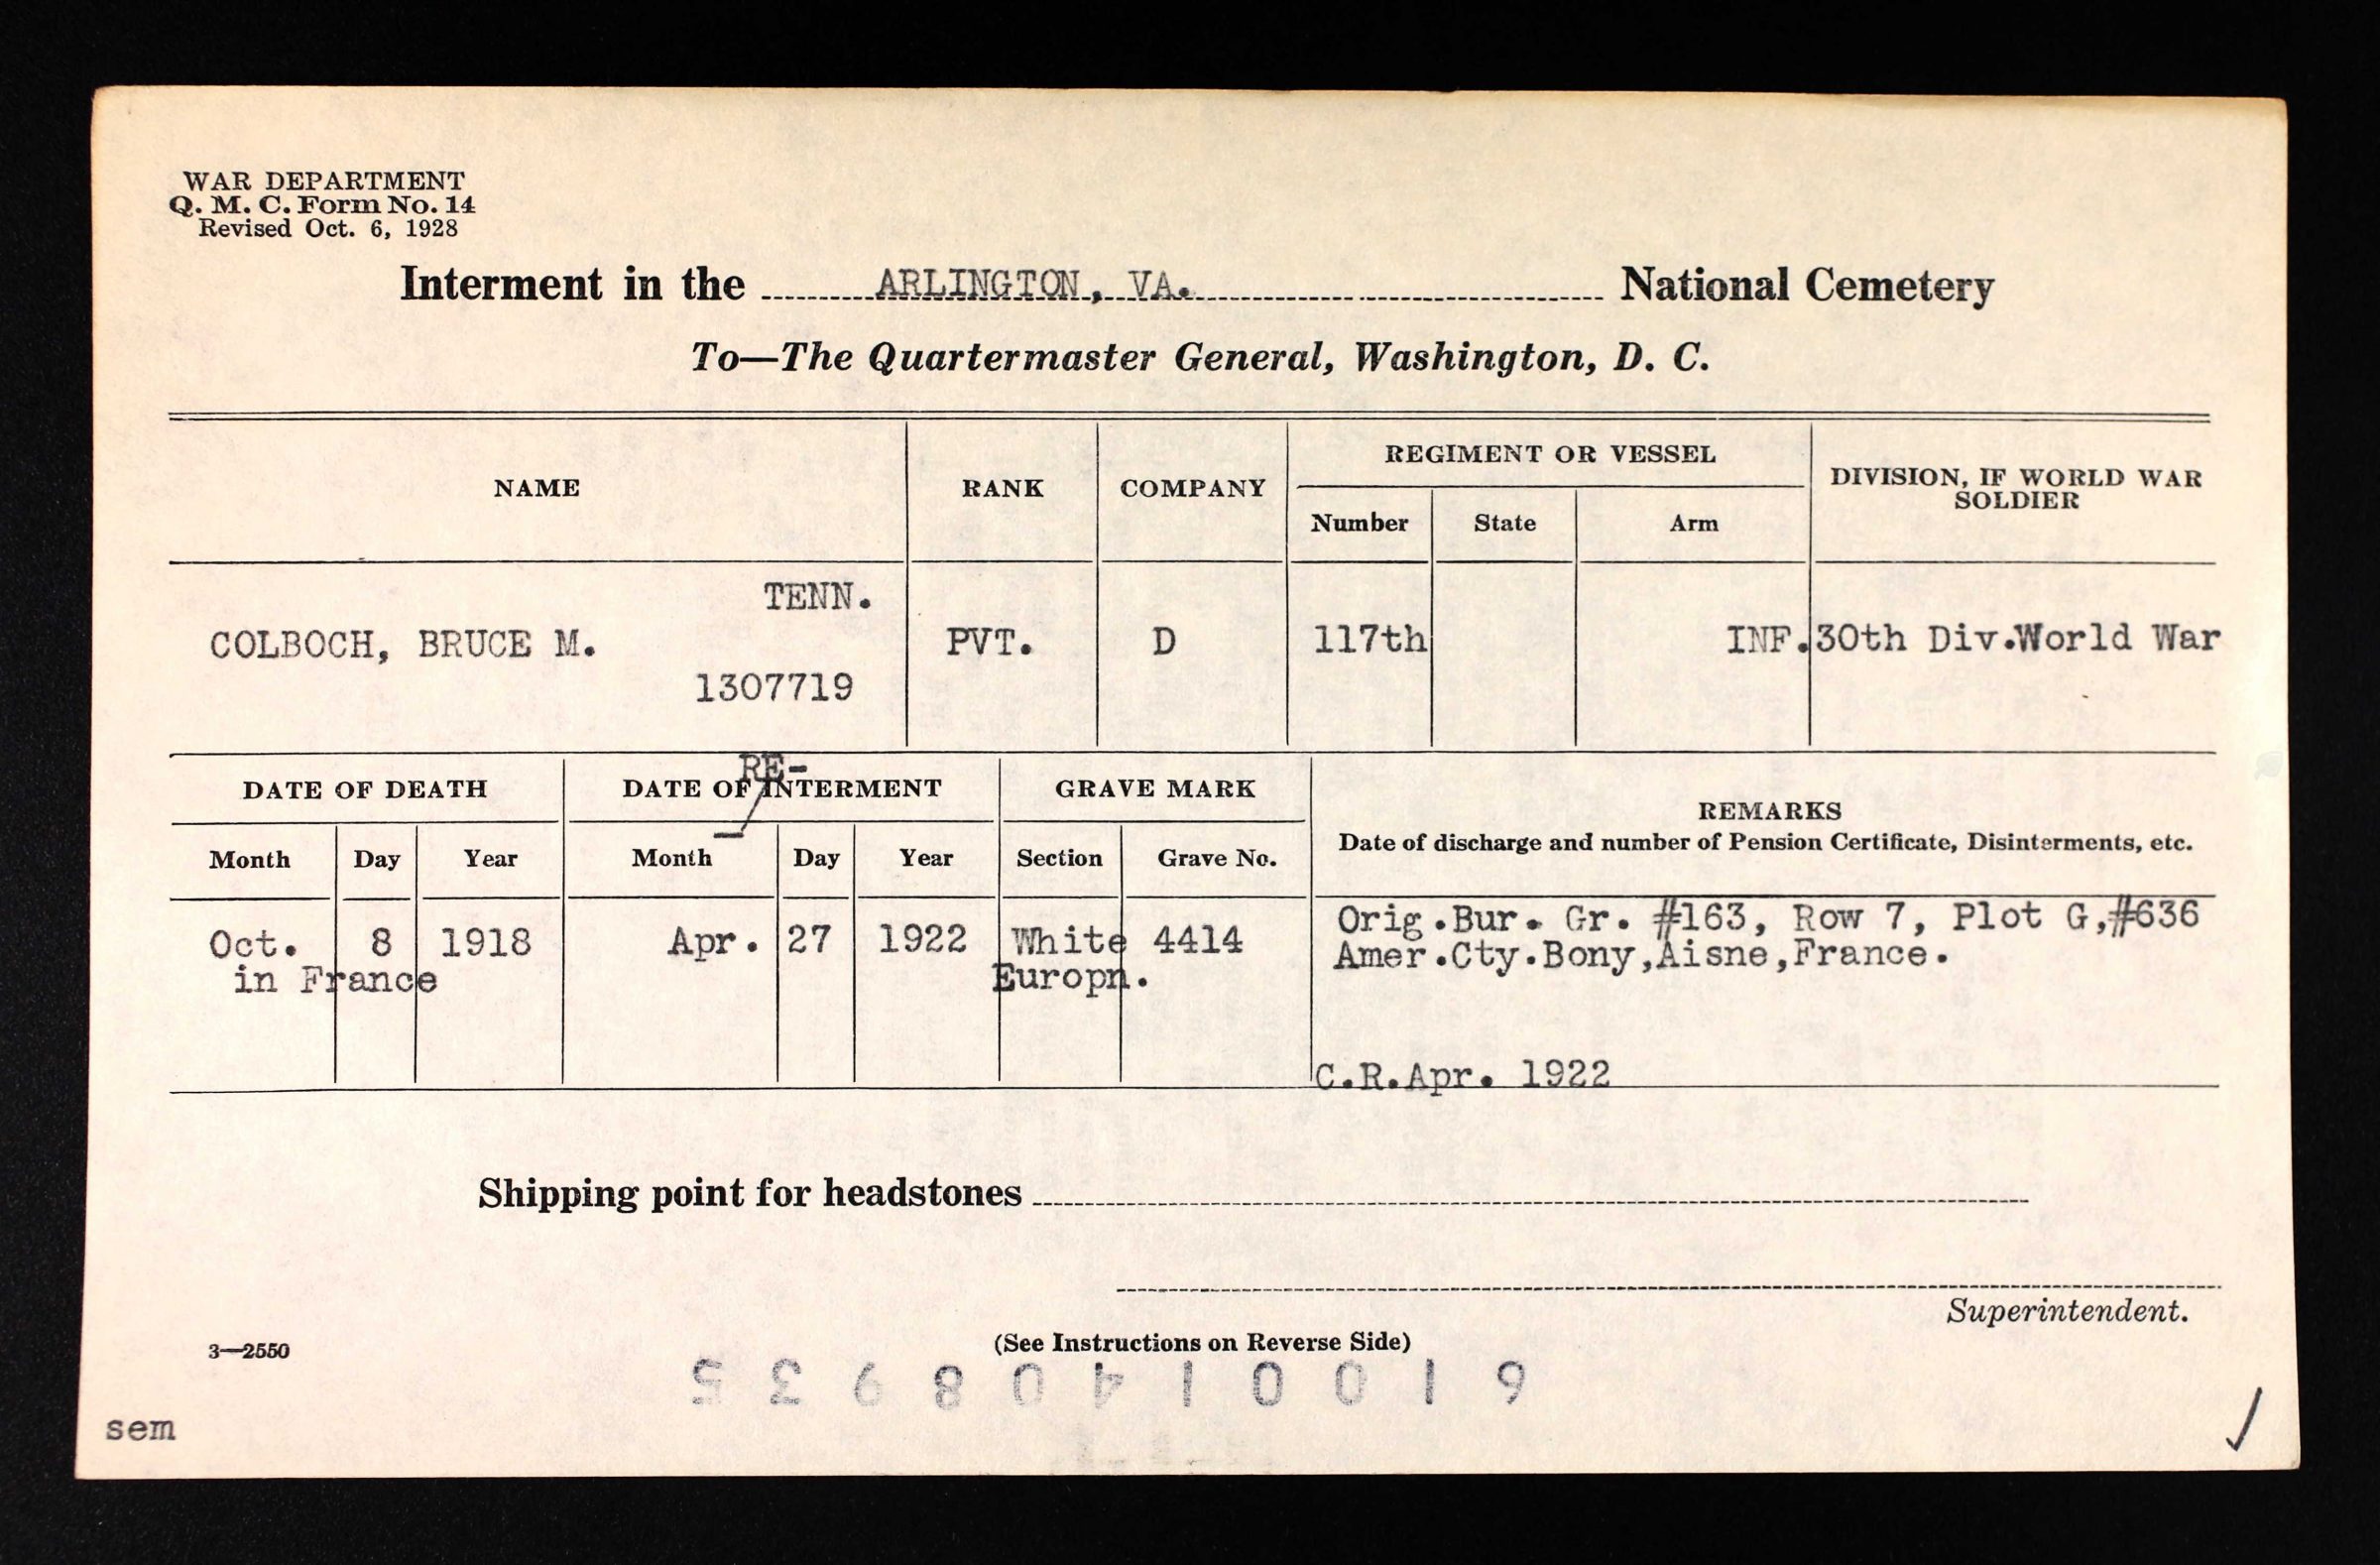 WAR DEPARTMENT
Q. M. C. Form No. 14
Revised Oct. 6, 1928
Interment in the ARLINGTON, VA. National Cemetery
To—The Quartermaster General, Washington, D. C.
NAME RANK COMPANY REGIMENT OR VESSEL DIVISION, IF WORLD WAR SOLDIER
Number State Arm
TENN.
COLBOCH, BRUCE M. PVT. D 117th INF. 30th Div.World War
1307719
RE-
DATE OF DEATH DATE OF INTERMENT GRAVE MARK REMARKS
Date of discharge and number of Pension Certificate, Disinterments, etc.
Month Day Year Month Day Year Section Grave No.
Oct. 8 1918 Apr. 27 1922 White 4414 Orig.Bur. Gr. #163, Row 7, Plot G,#636
in France Europn. Amer.Cty.Bony,Aisne,France.
C.R.Apr. 1922
Shipping point for headstones
Superintendent.
(See Instructions on Reverse Side)
3—2550
61001408935
sem